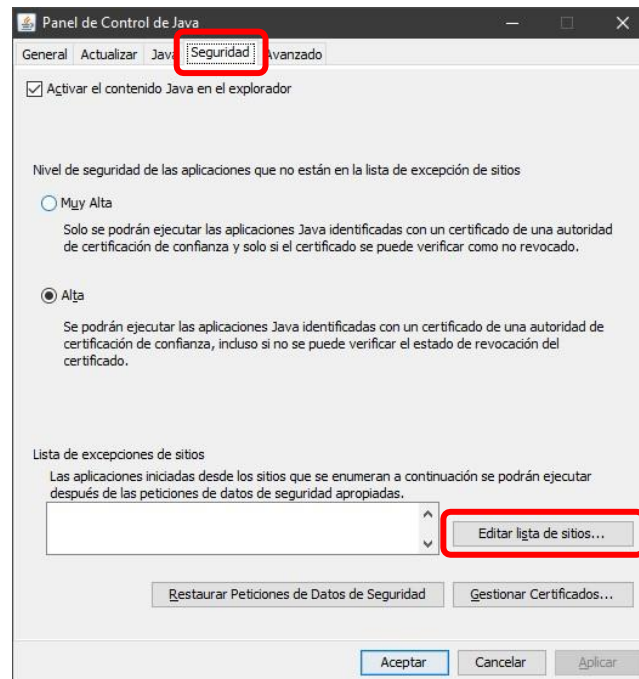 Panel de Control de Java
General Actualizar Java Seguridad Avanzado
Activar el contenido Java en el explorador
Nivel de seguridad de las aplicaciones que no están en la lista de excepción de sitios
Muy Alta
Solo se podrán ejecutar las aplicaciones Java identificadas con un certificado de una autoridad
de certificación de confianza y solo si el certificado se puede verificar como no revocado.
Alta
Se podrán ejecutar las aplicaciones Java identificadas con un certificado de una autoridad de
certificación de confianza, incluso si no se puede verificar el estado de revocación del
certificado.
Lista de excepciones de sitios
Las aplicaciones iniciadas desde los sitios que se enumeran a continuación se podrán ejecutar
después de las peticiones de datos de seguridad apropiadas.
Editar lista de sitios...
Restaurar Peticiones de Datos de Seguridad Gestionar Certificados...
Aceptar Cancelar Aplicar